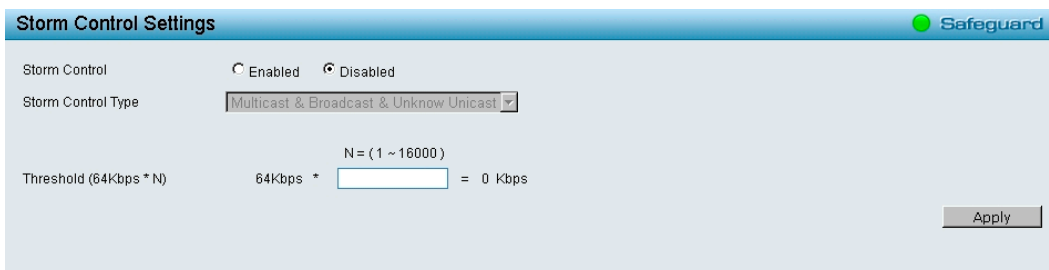 Storm Control Settings
Safeguard
Storm Control Enabled Disabled
Storm Control Type Multicast & Broadcast & Unknow Unicast
N = ( 1 ~ 16000 )
Threshold (64Kbps * N) 64Kbps * = 0 Kbps
Apply